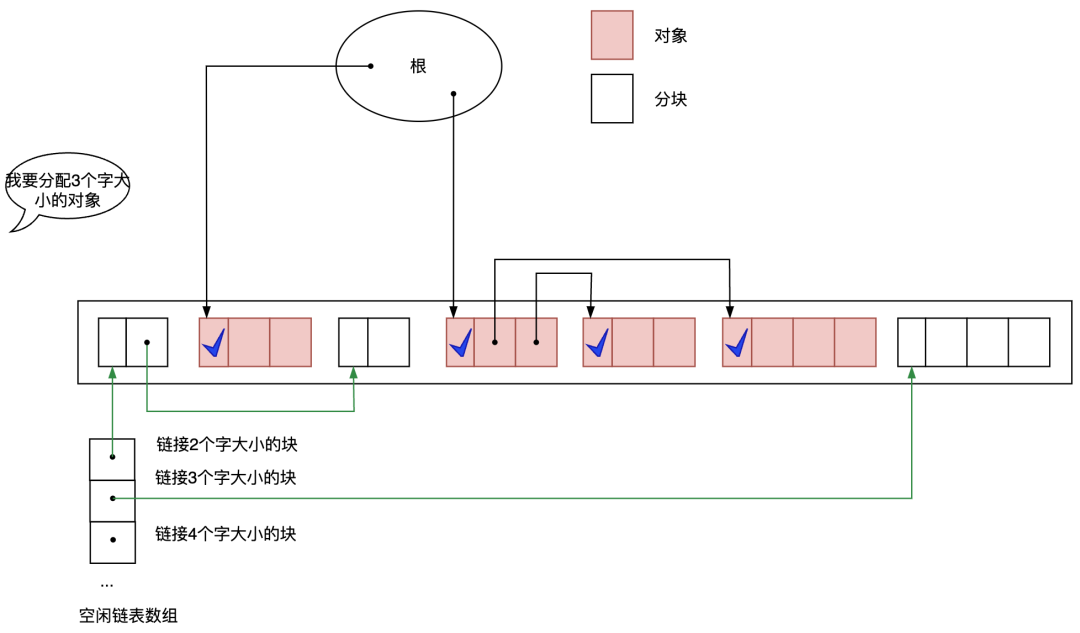 根
对象
分块
我要分配3个字大
小的对象
链接2个字大小的块
链接3个字大小的块
链接4个字大小的块
...
空闲链表数组